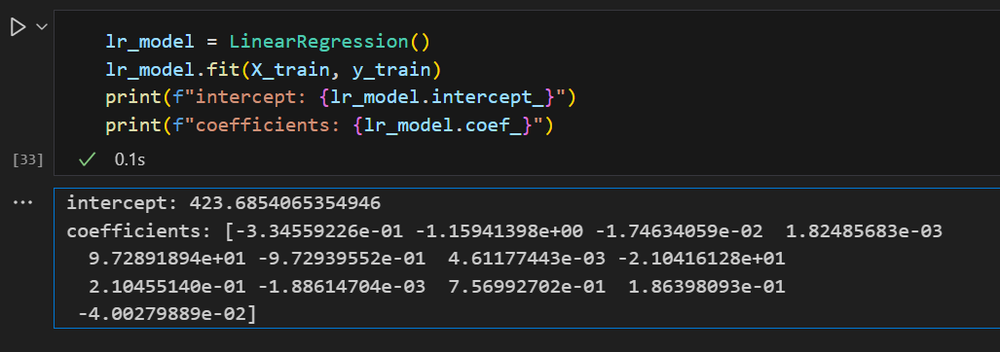 lr_model = LinearRegression()
lr_model.fit(X_train, y_train)
print(f"intercept: {lr_model.intercept_}")
print(f"coefficients: {lr_model.coef_}")
[33] 0.1s
intercept: 423.6854065354946
coefficients: [-3.34559226e-01 -1.15941398e+00 -1.74634059e-02  1.82485683e-03
  9.72891894e+01 -9.72939552e-01  4.61177443e-03 -2.10416128e+01
  2.10455140e-01 -1.88614704e-03  7.56992702e-01  1.86398093e-01
 -4.00279889e-02]